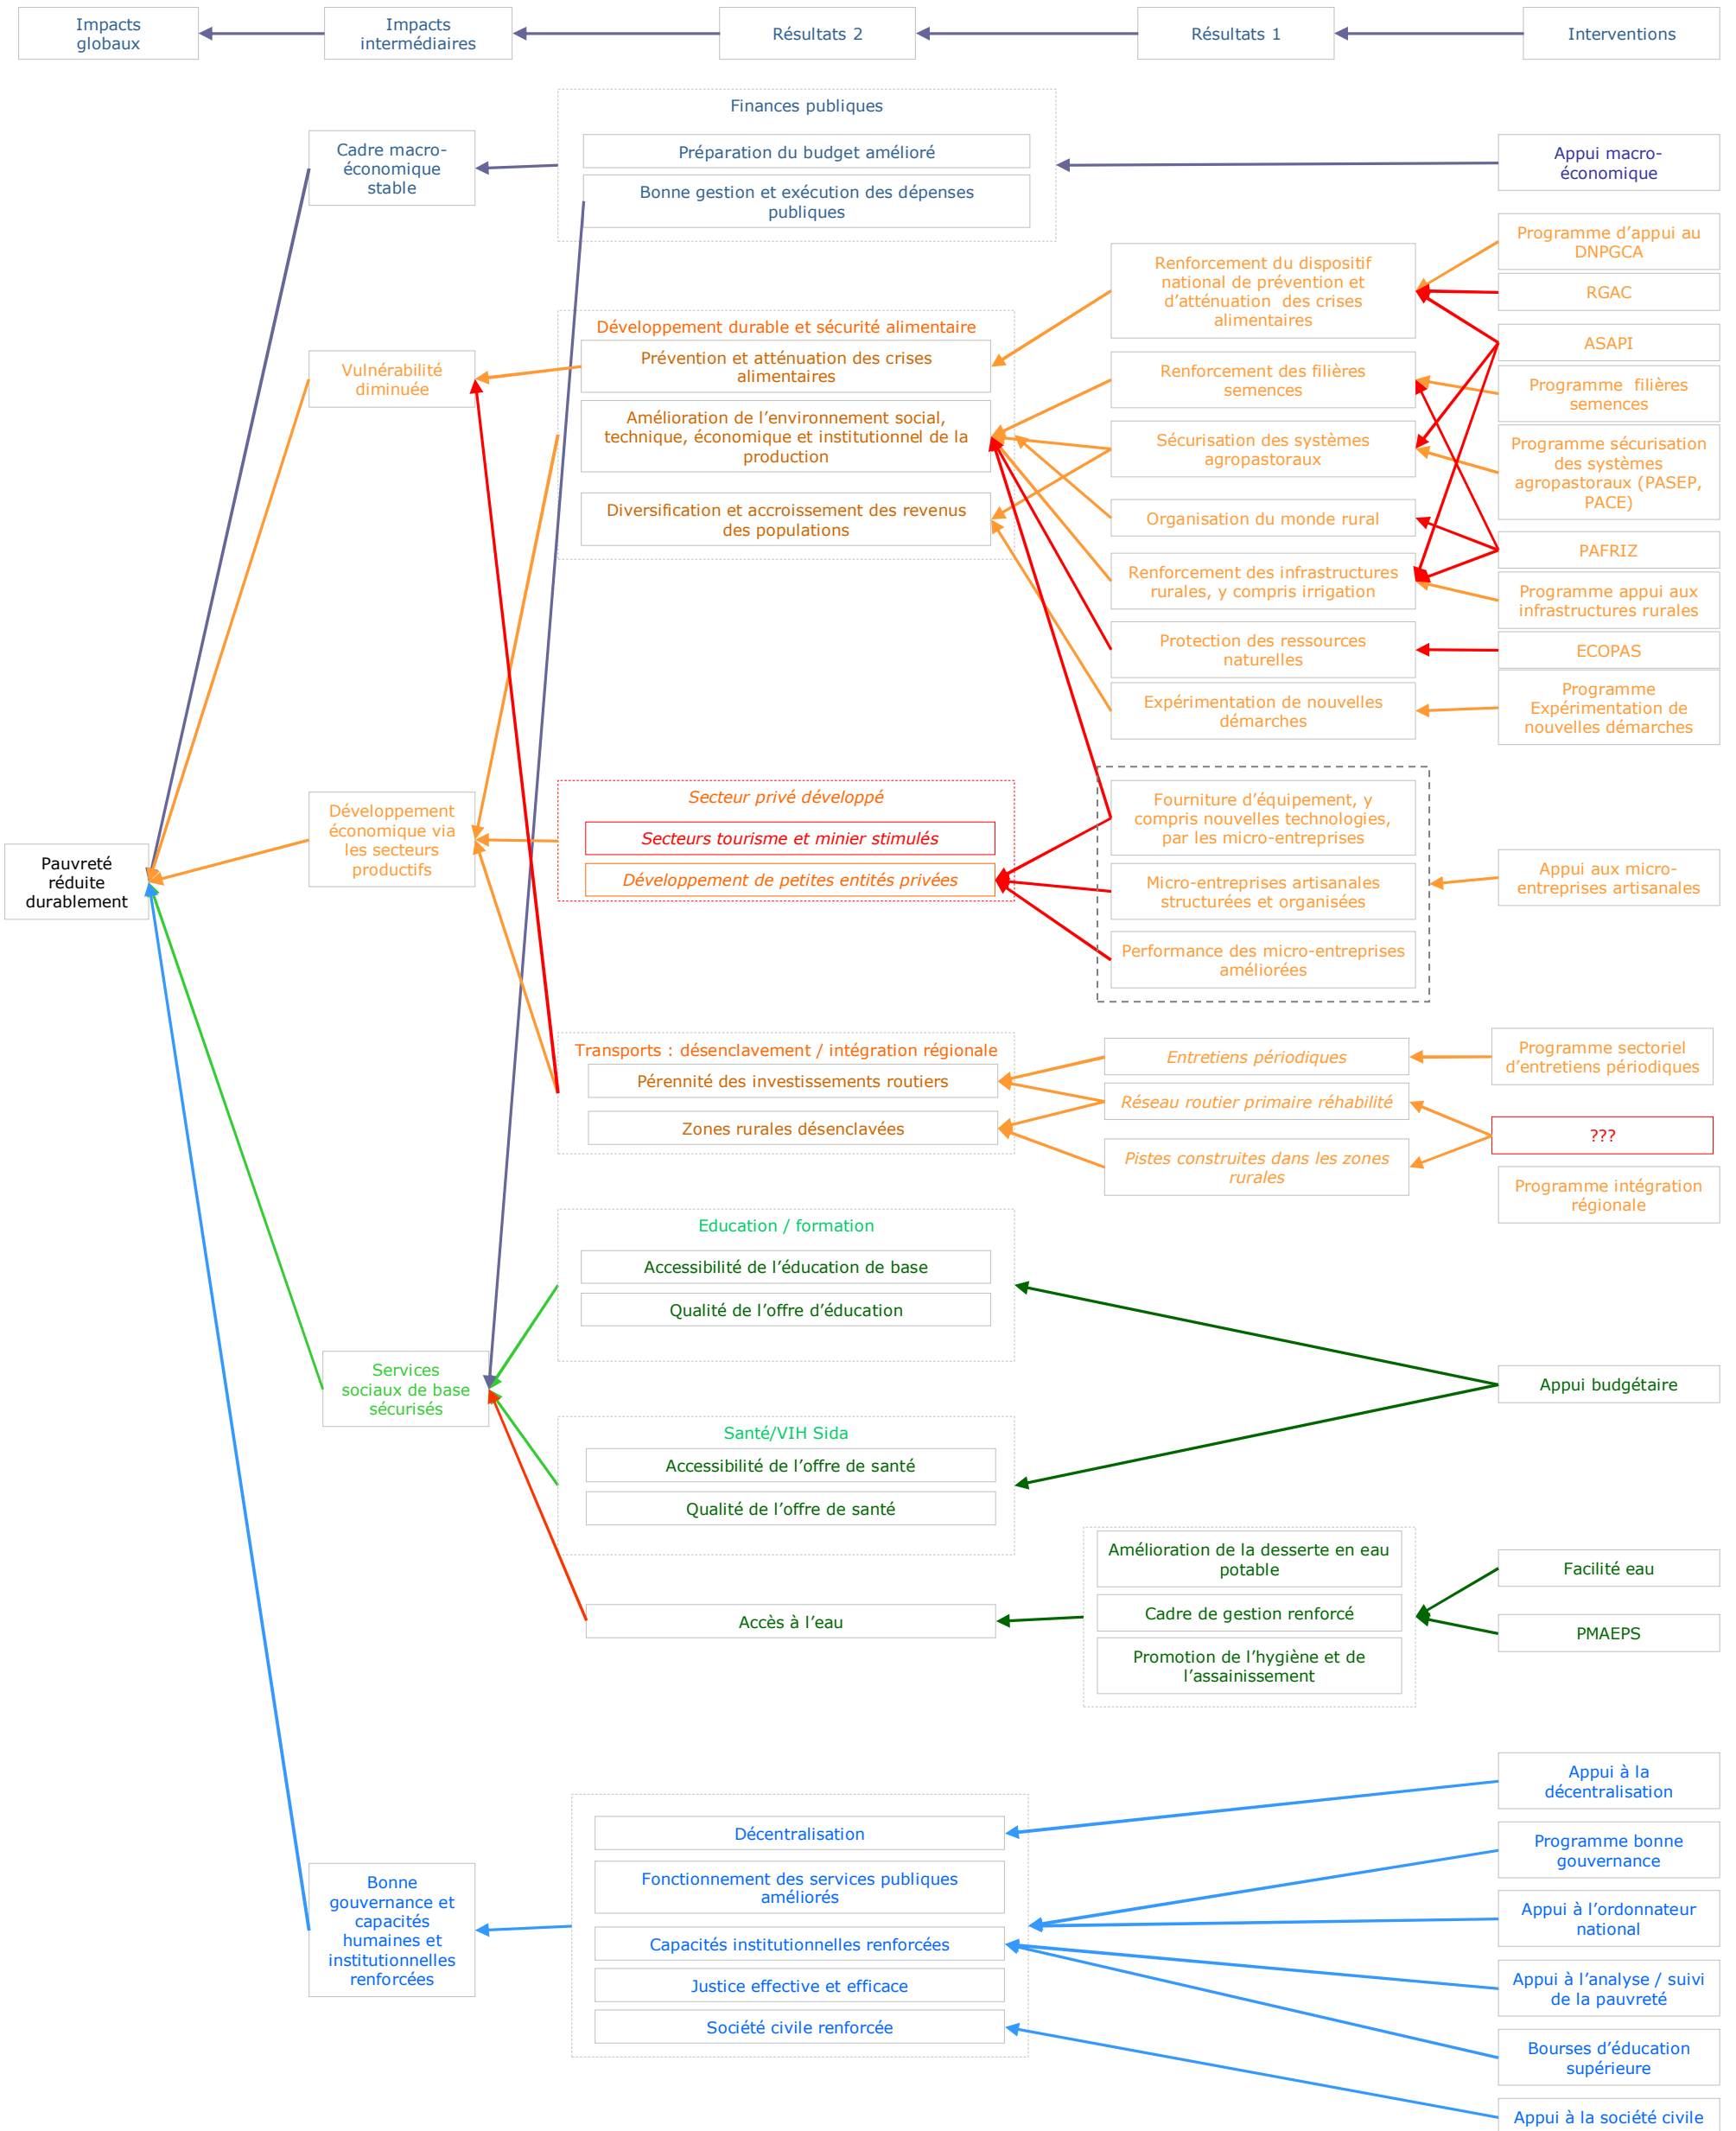 Impacts
globaux
Impacts
intermédiaires
Résultats 2
Résultats 1
Interventions
Finances publiques
Préparation du budget amélioré
Bonne gestion et exécution des dépenses
publiques
Cadre macro-
économique
stable
Appui macro-
économique
Programme d’appui au
DNPGCA
RGAC
ASAPI
Programme  filières
semences
Programme sécurisation
des systèmes
agropastoraux (PASEP,
PACE)
PAFRIZ
Programme appui aux
infrastructures rurales
ECOPAS
Programme
Expérimentation de
nouvelles démarches
Renforcement du dispositif
national de prévention et
d’atténuation  des crises
alimentaires
Renforcement des filières
semences
Sécurisation des systèmes
agropastoraux
Organisation du monde rural
Renforcement des infrastructures
rurales, y compris irrigation
Protection des ressources
naturelles
Expérimentation de nouvelles
démarches
Développement durable et sécurité alimentaire
Prévention et atténuation des crises
alimentaires
Amélioration de l’environnement social,
technique, économique et institutionnel de la
production
Diversification et accroissement des revenus
des populations
Vulnérabilité
diminuée
Développement
économique via
les secteurs
productifs
Pauvreté
réduite
durablement
Secteur privé développé
Secteurs tourisme et minier stimulés
Développement de petites entités privées
Fourniture d’équipement, y
compris nouvelles technologies,
par les micro-entreprises
Micro-entreprises artisanales
structurées et organisées
Performance des micro-entreprises
améliorées
Appui aux micro-
entreprises artisanales
Transports : désenclavement / intégration régionale
Pérennité des investissements routiers
Zones rurales désenclavées
Entretiens périodiques
Réseau routier primaire réhabilité
Pistes construites dans les zones
rurales
Programme sectoriel
d’entretiens périodiques
???
Programme intégration
régionale
Education / formation
Accessibilité de l’éducation de base
Qualité de l’offre d’éducation
Services
sociaux de base
sécurisés
Appui budgétaire
Santé/VIH Sida
Accessibilité de l’offre de santé
Qualité de l’offre de santé
Accès à l’eau
Amélioration de la desserte en eau
potable
Cadre de gestion renforcé
Promotion de l’hygiène et de
l’assainissement
Facilité eau
PMAEPS
Bonne
gouvernance et
capacités
humaines et
institutionnelles
renforcées
Décentralisation
Fonctionnement des services publiques
améliorés
Capacités institutionnelles renforcées
Justice effective et efficace
Société civile renforcée
Appui à la
décentralisation
Programme bonne
gouvernance
Appui à l’ordonnateur
national
Appui à l’analyse / suivi
de la pauvreté
Bourses d’éducation
supérieure
Appui à la société civile